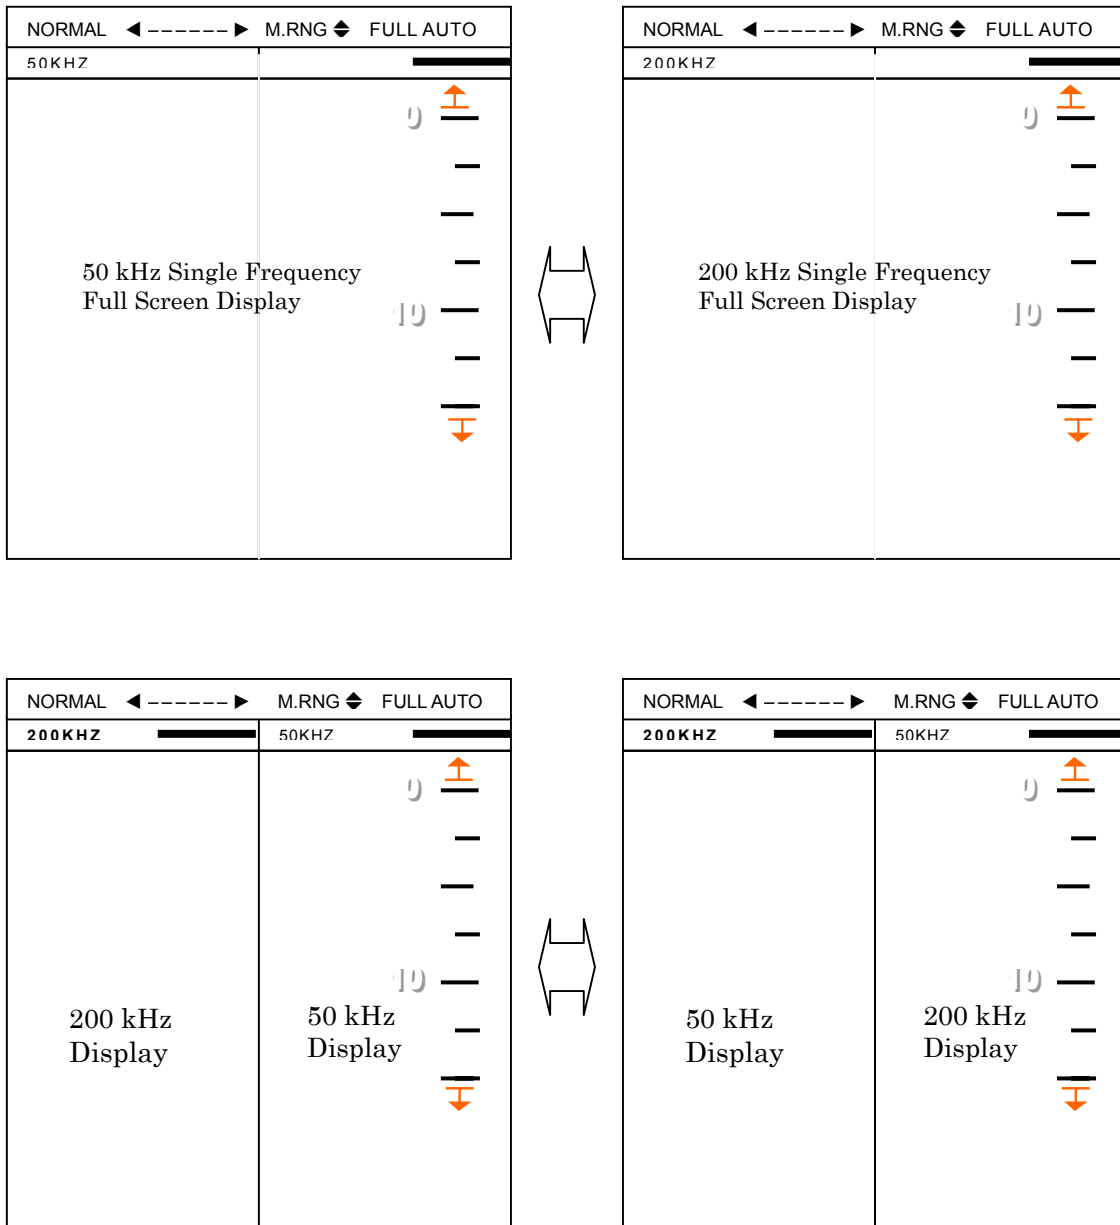 NORMAL ◄ ------ ► M.RNG FULL AUTO
50KHZ
0
50 kHz Single Frequency
Full Screen Display
10
NORMAL ◄ ------ ► M.RNG FULL AUTO
200KHZ
0
200 kHz Single Frequency
Full Screen Display
10
NORMAL ◄ ------ ► M.RNG FULL AUTO
200KHZ 50KHZ
0
10
200 kHz
Display
50 kHz
Display
NORMAL ◄ ------ ► M.RNG FULL AUTO
200KHZ 50KHZ
0
10
50 kHz
Display
200 kHz
Display